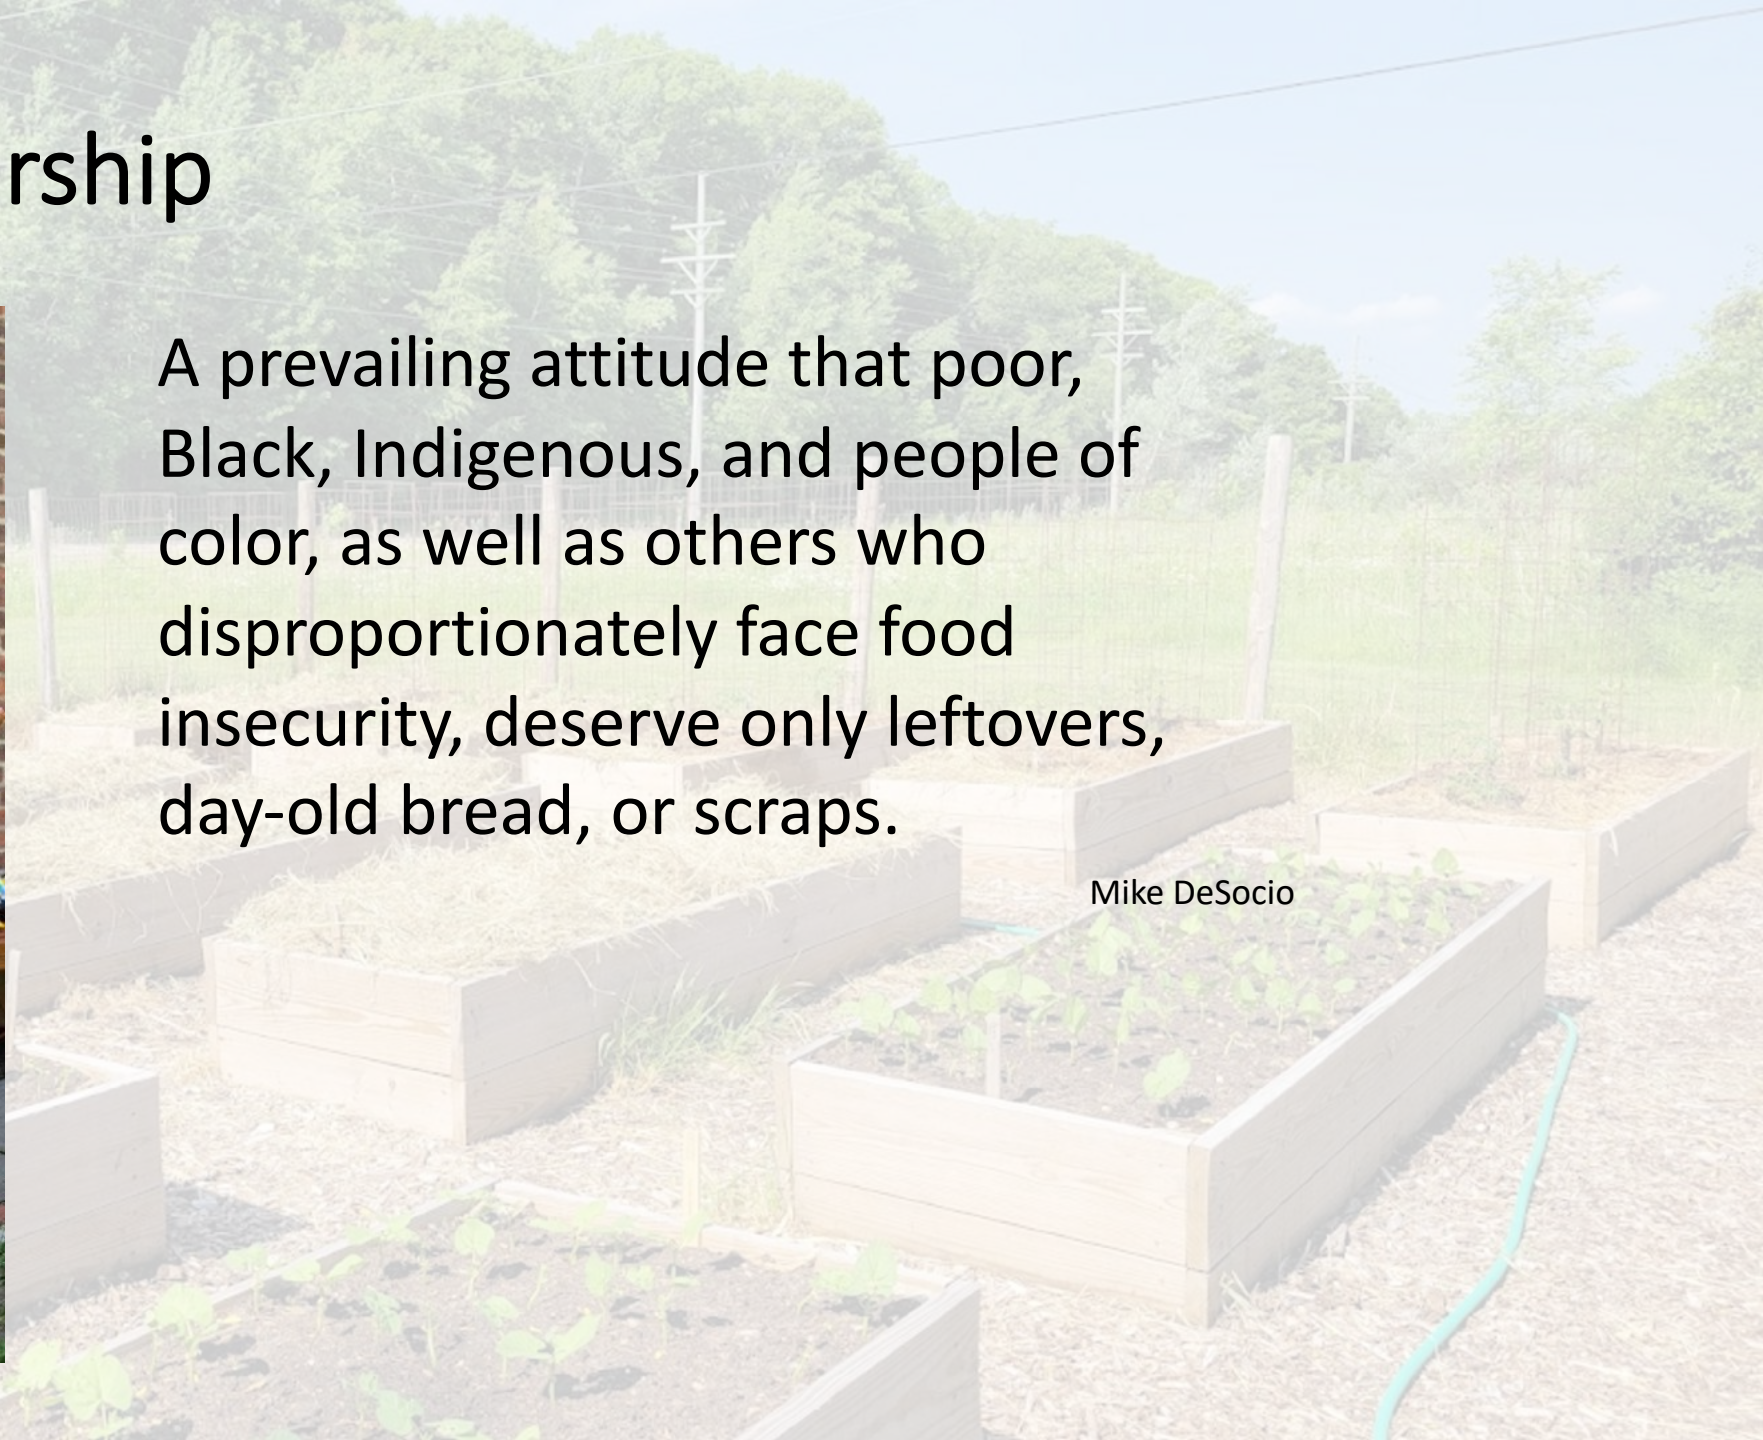 rship
A prevailing attitude that poor,
Black, Indigenous, and people of
color, as well as others who
disproportionately face food
insecurity, deserve only leftovers,
day-old bread, or scraps.
Mike DeSocio